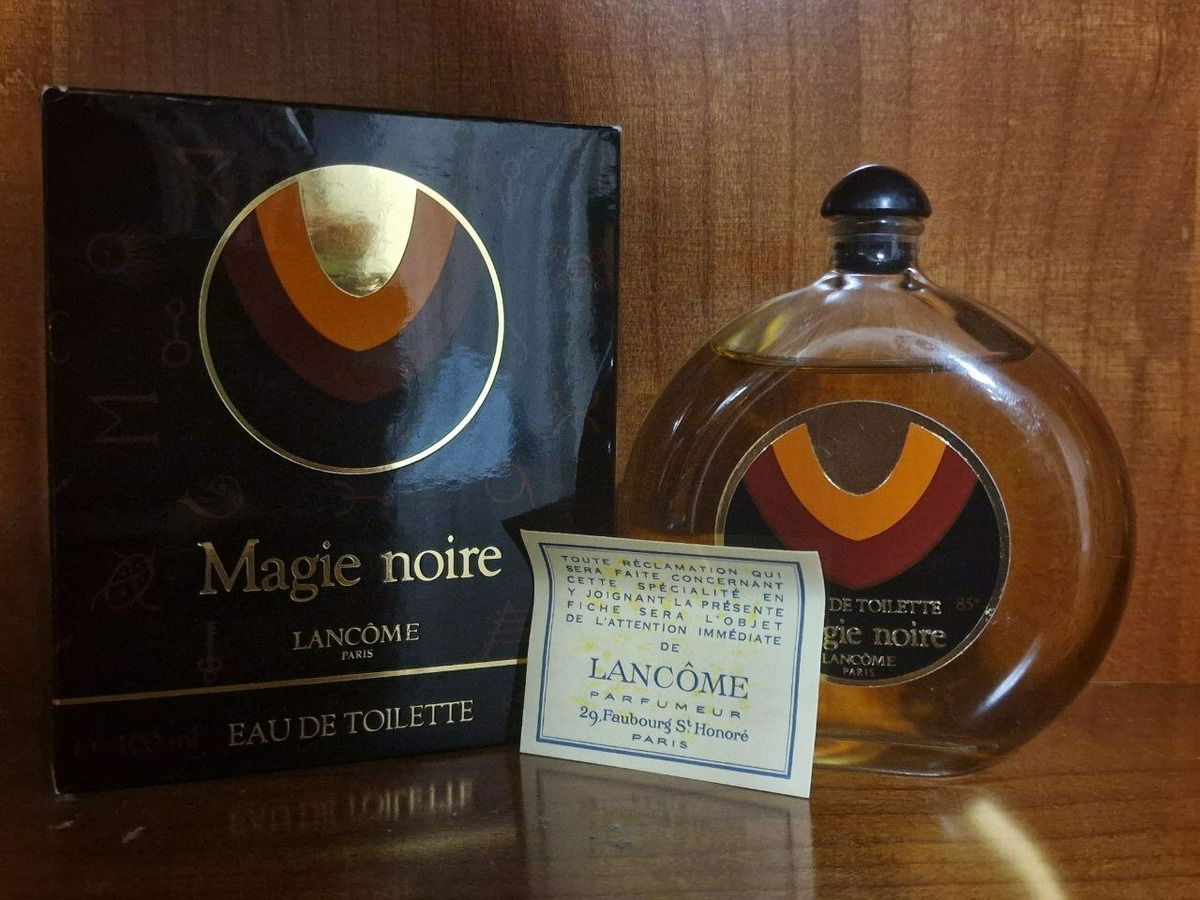 Magie noire
LANCÔME
PARIS
EAU DE TOILETTE
TOUTE RÉCLAMATION QUI
SERA FAITE CONCERNANT
CETTE SPÉCIALITÉ EN
Y JOIGNANT LA PRÉSENTE
FICHE SERA L'OBJET
DE L'ATTENTION IMMÉDIATE
DE
LANCÔME
PARFUMEUR
29, Faubourg St. Honoré
PARIS
DE TOILETTE 85°
gie noire
LANCÔME
PARIS